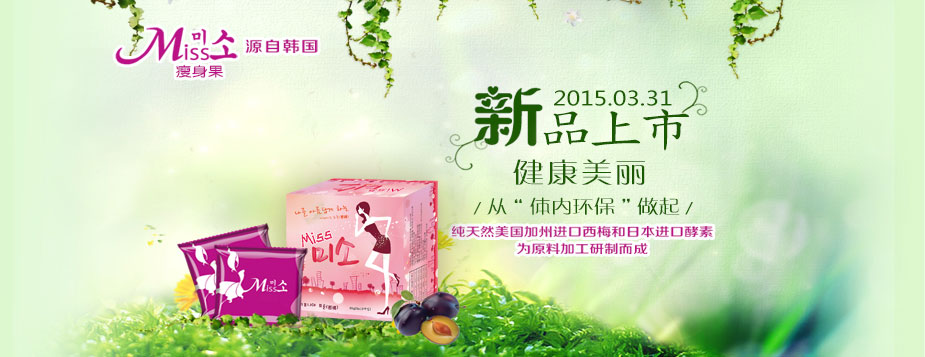 Miss 미소 源自韩国
瘦身果
2015.03.31
新品上市
健康美丽
/ 从“体内环保”做起 /
纯天然美国加州进口西梅和日本进口酵素
为原料加工研制而成
Miss
미소
Miss 미소